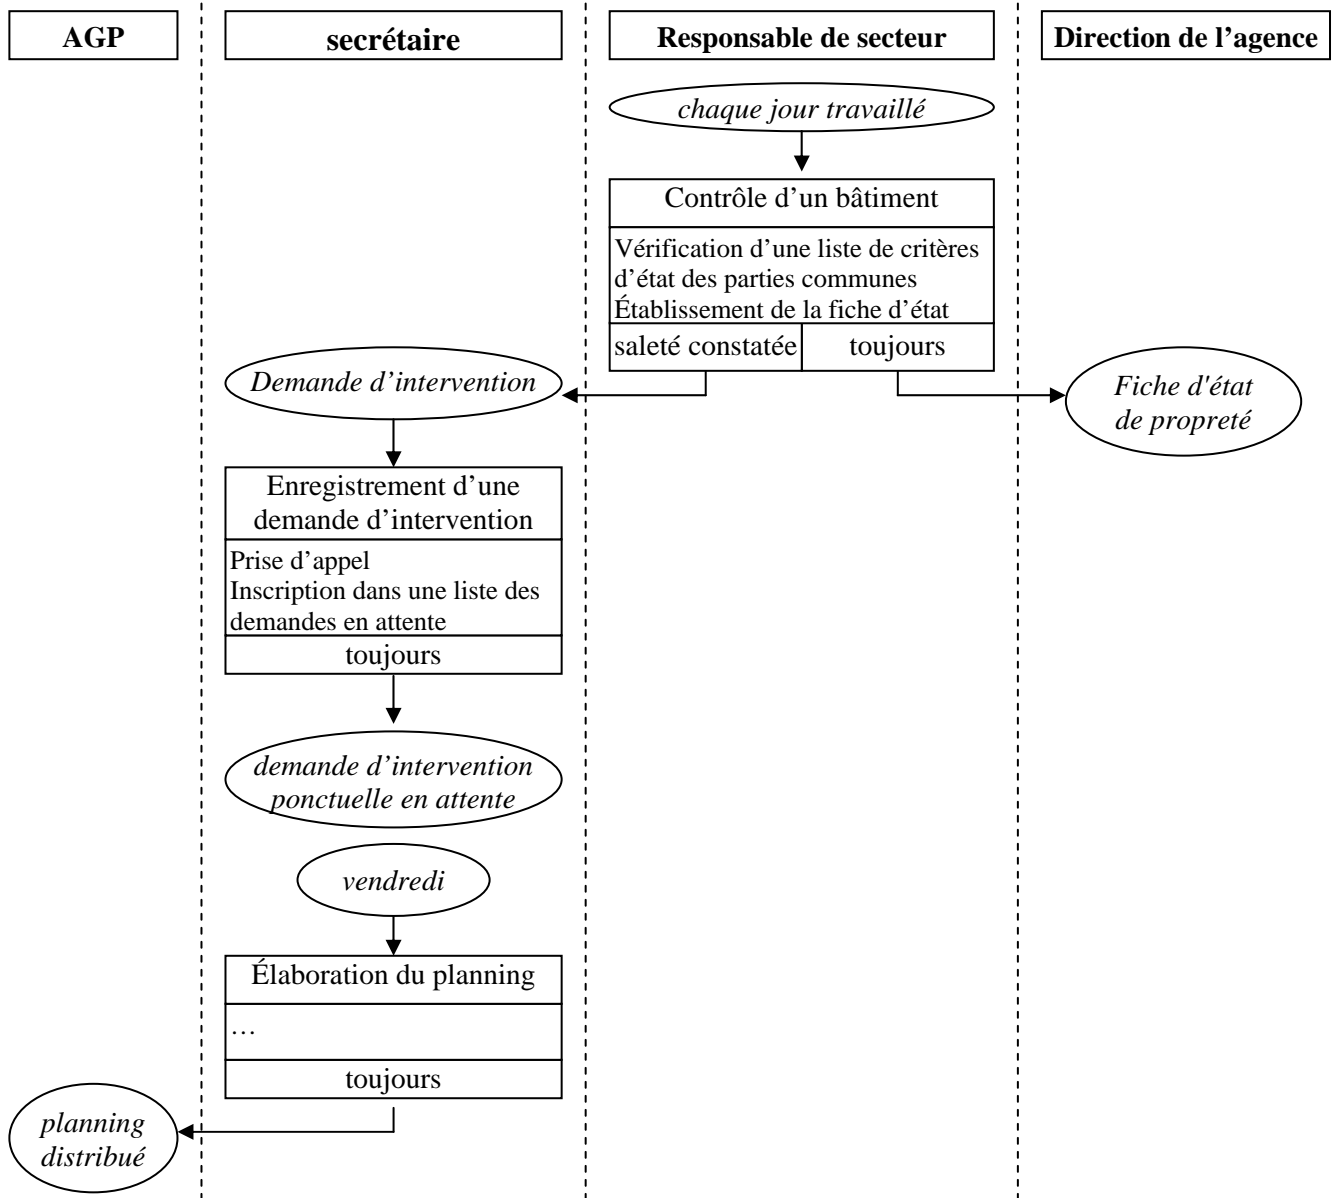 AGP
secrétaire
Responsable de secteur
Direction de l’agence
chaque jour travaillé
Contrôle d’un bâtiment
Vérification d’une liste de critères
d’état des parties communes
Établissement de la fiche d’état
saleté constatée
toujours
Demande d’intervention
Fiche d'état
de propreté
Enregistrement d’une
demande d’intervention
Prise d’appel
Inscription dans une liste des
demandes en attente
toujours
demande d’intervention
ponctuelle en attente
vendredi
Élaboration du planning
…
toujours
planning
distribué